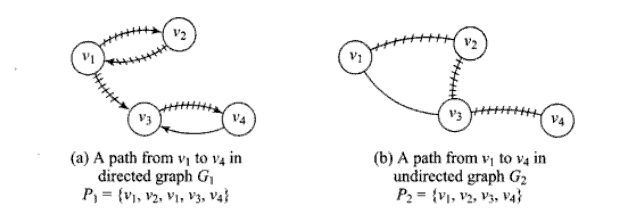 v1
v2
v3
v4
v1
v2
v3
v4
(a) A path from v1 to v4 in
directed graph G1
P1 = {v1, v2, v1, v3, v4}
(b) A path from v1 to v4 in
undirected graph G2
P2 = {v1, v2, v3, v4}